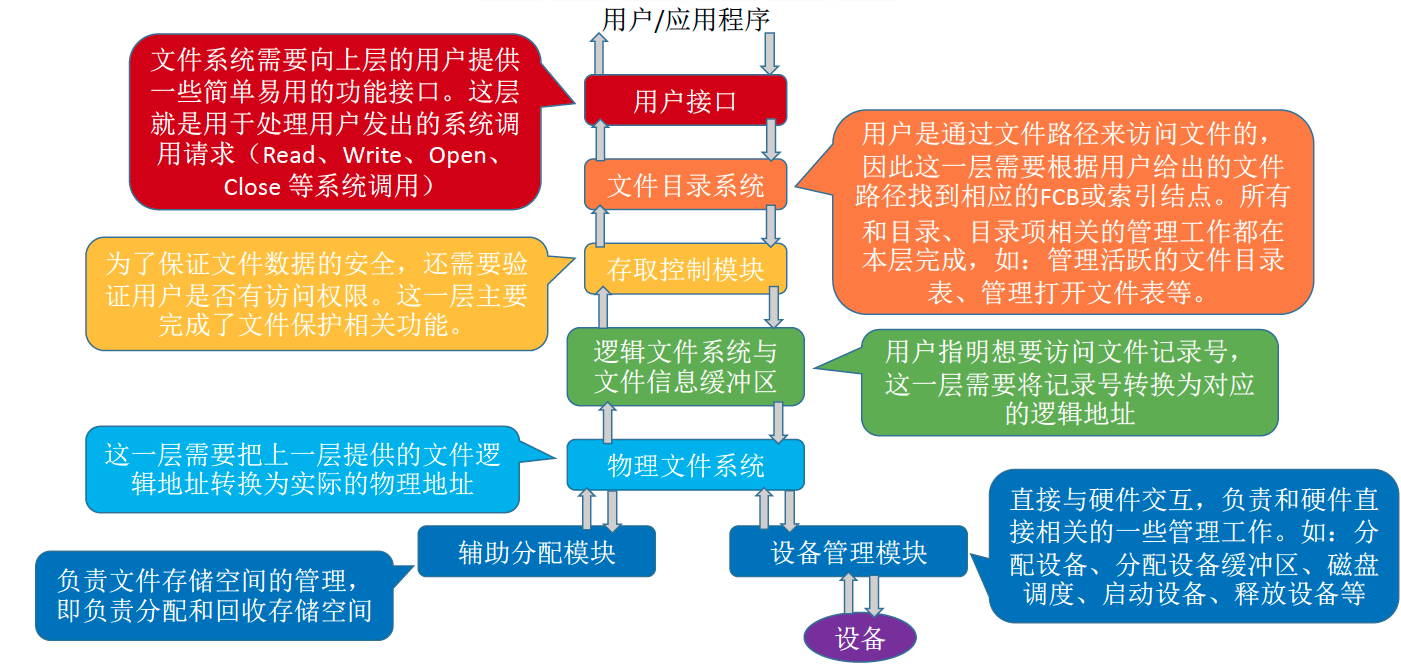 用户/应用程序
文件系统需要向上层的用户提供
一些简单易用的功能接口。这层
就是用于处理用户发出的系统调
用请求（Read、Write、Open、
Close 等系统调用）
用户接口
文件目录系统
用户是通过文件路径来访问文件的，
因此这一层需要根据用户给出的文件
路径找到相应的FCB或索引结点。所有
和目录、目录项相关的管理工作都在
本层完成，如：管理活跃的文件目录
表、管理打开文件表等。
为了保证文件数据的安全，还需要验
证用户是否有访问权限。这一层主要
完成了文件保护相关功能。
存取控制模块
逻辑文件系统与
文件信息缓冲区
用户指明想要访问文件记录号，
这一层需要将记录号转换为对应
的逻辑地址
这一层需要把上一层提供的文件逻
辑地址转换为实际的物理地址
物理文件系统
辅助分配模块
设备管理模块
直接与硬件交互，负责和硬件直
接相关的一些管理工作。如：分
配设备、分配设备缓冲区、磁盘
调度、启动设备、释放设备等
负责文件存储空间的管理，
即负责分配和回收存储空间
设备